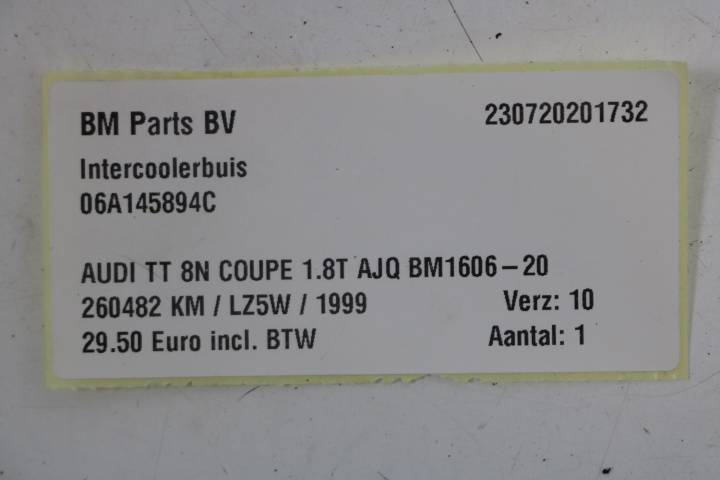 BM Parts BV 230720201732
Intercoolerbuis
06A145894C
AUDI TT 8N COUPE 1.8T AJQ BM1606-20
260482 KM / LZ5W / 1999 Verz: 10
29.50 Euro incl. BTW Aantal: 1